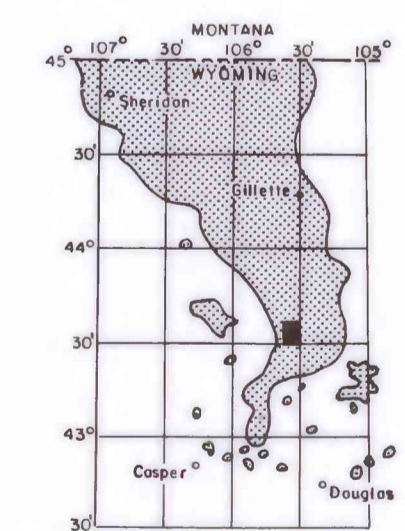 MONTANA
45° 107° 30' 106° 30' 105°
WYOMING
Sheridan
30'
Gillette
44°
30'
43°
Casper
Douglas
30'